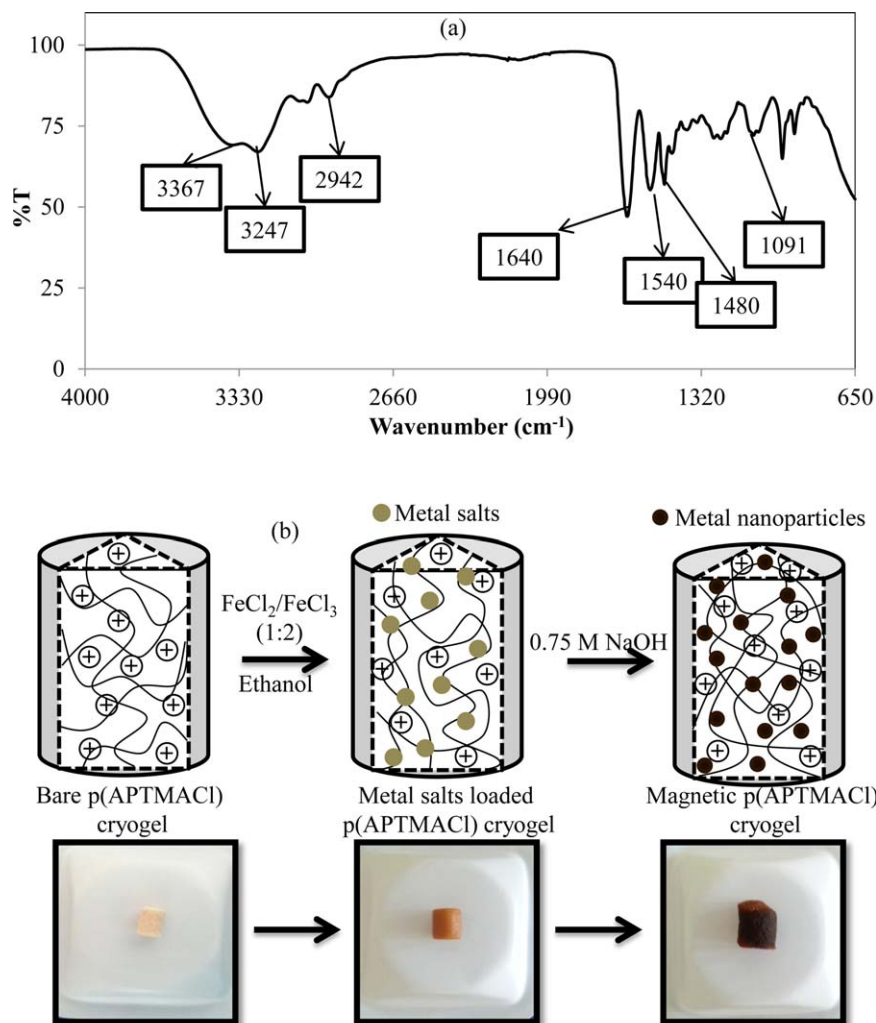 (a)
100
75
50
25
0
%T
3367
3247
2942
1640
1540
1480
1091
4000 3330 2660 1990 1320 650
Wavenumber (cm⁻¹)
(b)
Metal salts
Metal nanoparticles
FeCl₂/FeCl₃
(1:2)
Ethanol
0.75 M NaOH
Bare p(APTMACl)
cryogel
Metal salts loaded
p(APTMACl) cryogel
Magnetic p(APTMACl)
cryogel